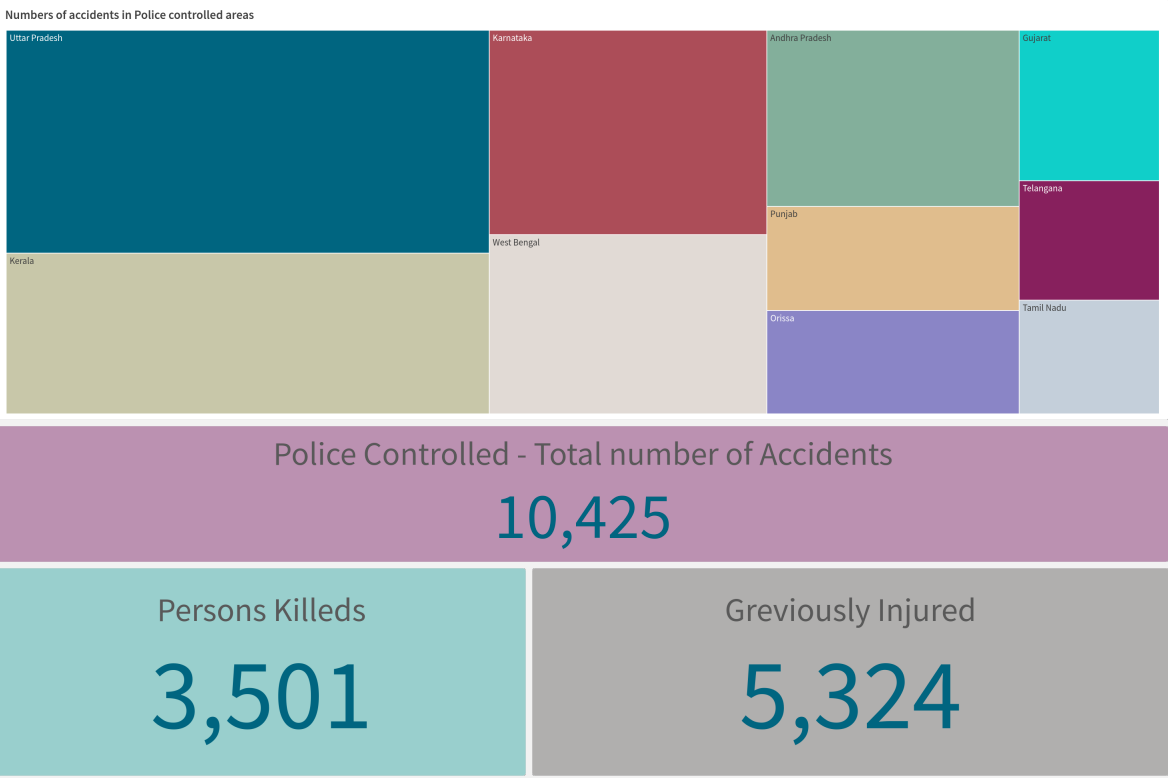 Numbers of accidents in Police controlled areas
Uttar Pradesh
Karnataka
Andhra Pradesh
Gujarat
Telangana
Punjab
West Bengal
Kerala
Tamil Nadu
Orissa
Police Controlled - Total number of Accidents
10,425
Persons Killeds
3,501
Greviously Injured
5,324